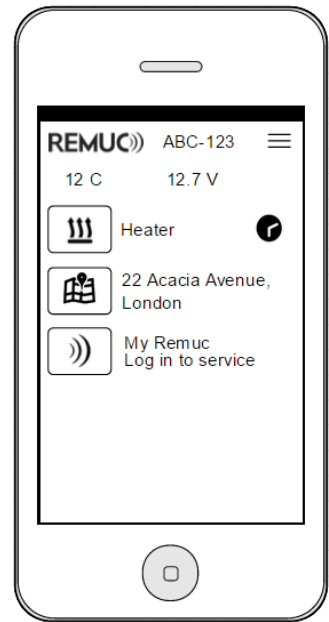 REMUC ABC-123
12 C 12.7 V
Heater
22 Acacia Avenue,
London
My Remuc
Log in to service